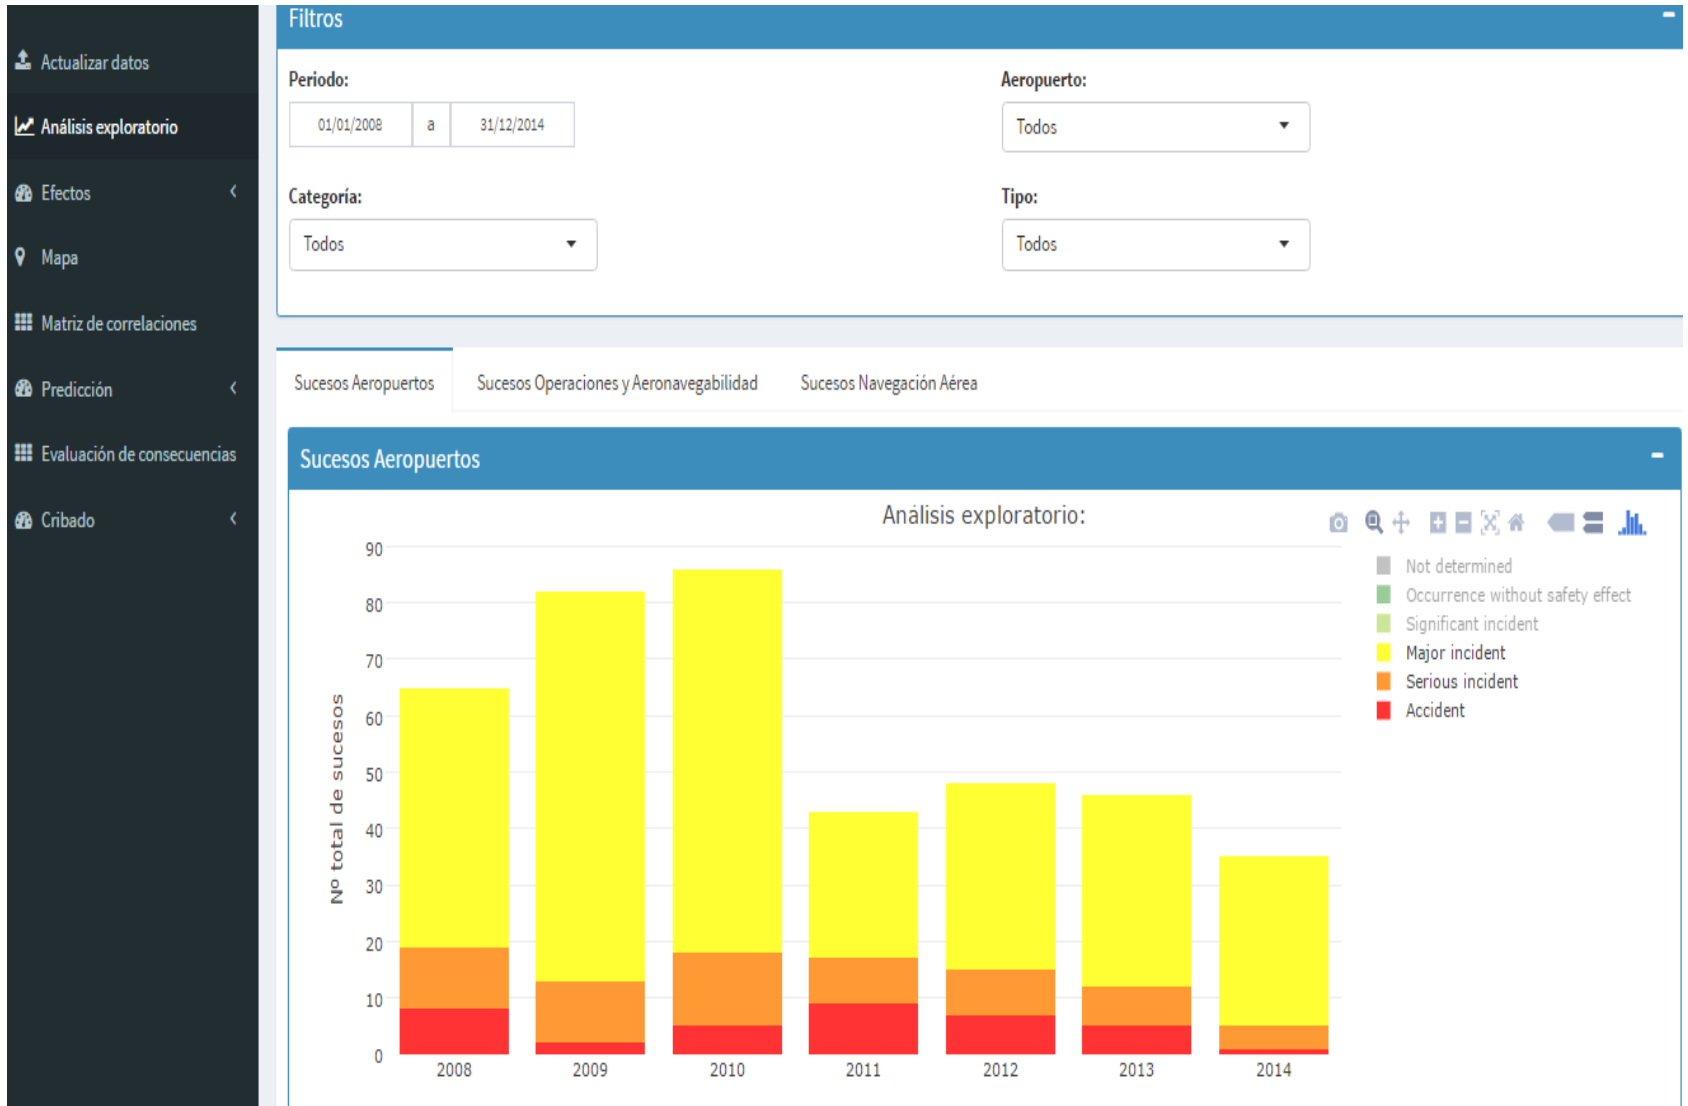 Actualizar datos
Análisis exploratorio
Efectos
Mapa
Matriz de correlaciones
Predicción
Evaluación de consecuencias
Cribado
Filtros
Periodo:
01/01/2008 a 31/12/2014
Aeropuerto:
Todos
Categoría:
Todos
Tipo:
Todos
Sucesos Aeropuertos Sucesos Operaciones y Aeronavegabilidad Sucesos Navegación Aérea
Sucesos Aeropuertos
Análisis exploratorio:
Not determined
Occurrence without safety effect
Significant incident
Major incident
Serious incident
Accident
Nº total de sucesos
90
80
70
60
50
40
30
20
10
0
2008 2009 2010 2011 2012 2013 2014